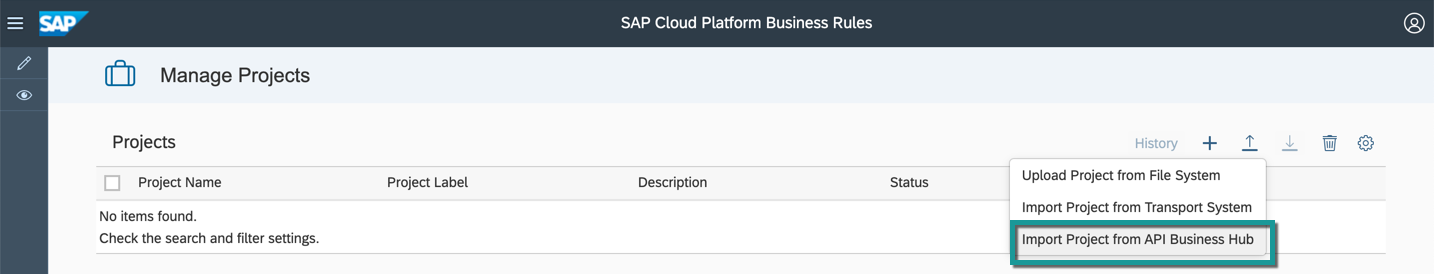 SAP
SAP Cloud Platform Business Rules
Manage Projects
Projects
History
Project Name Project Label Description Status
Upload Project from File System
Import Project from Transport System
Import Project from API Business Hub
No items found.
Check the search and filter settings.